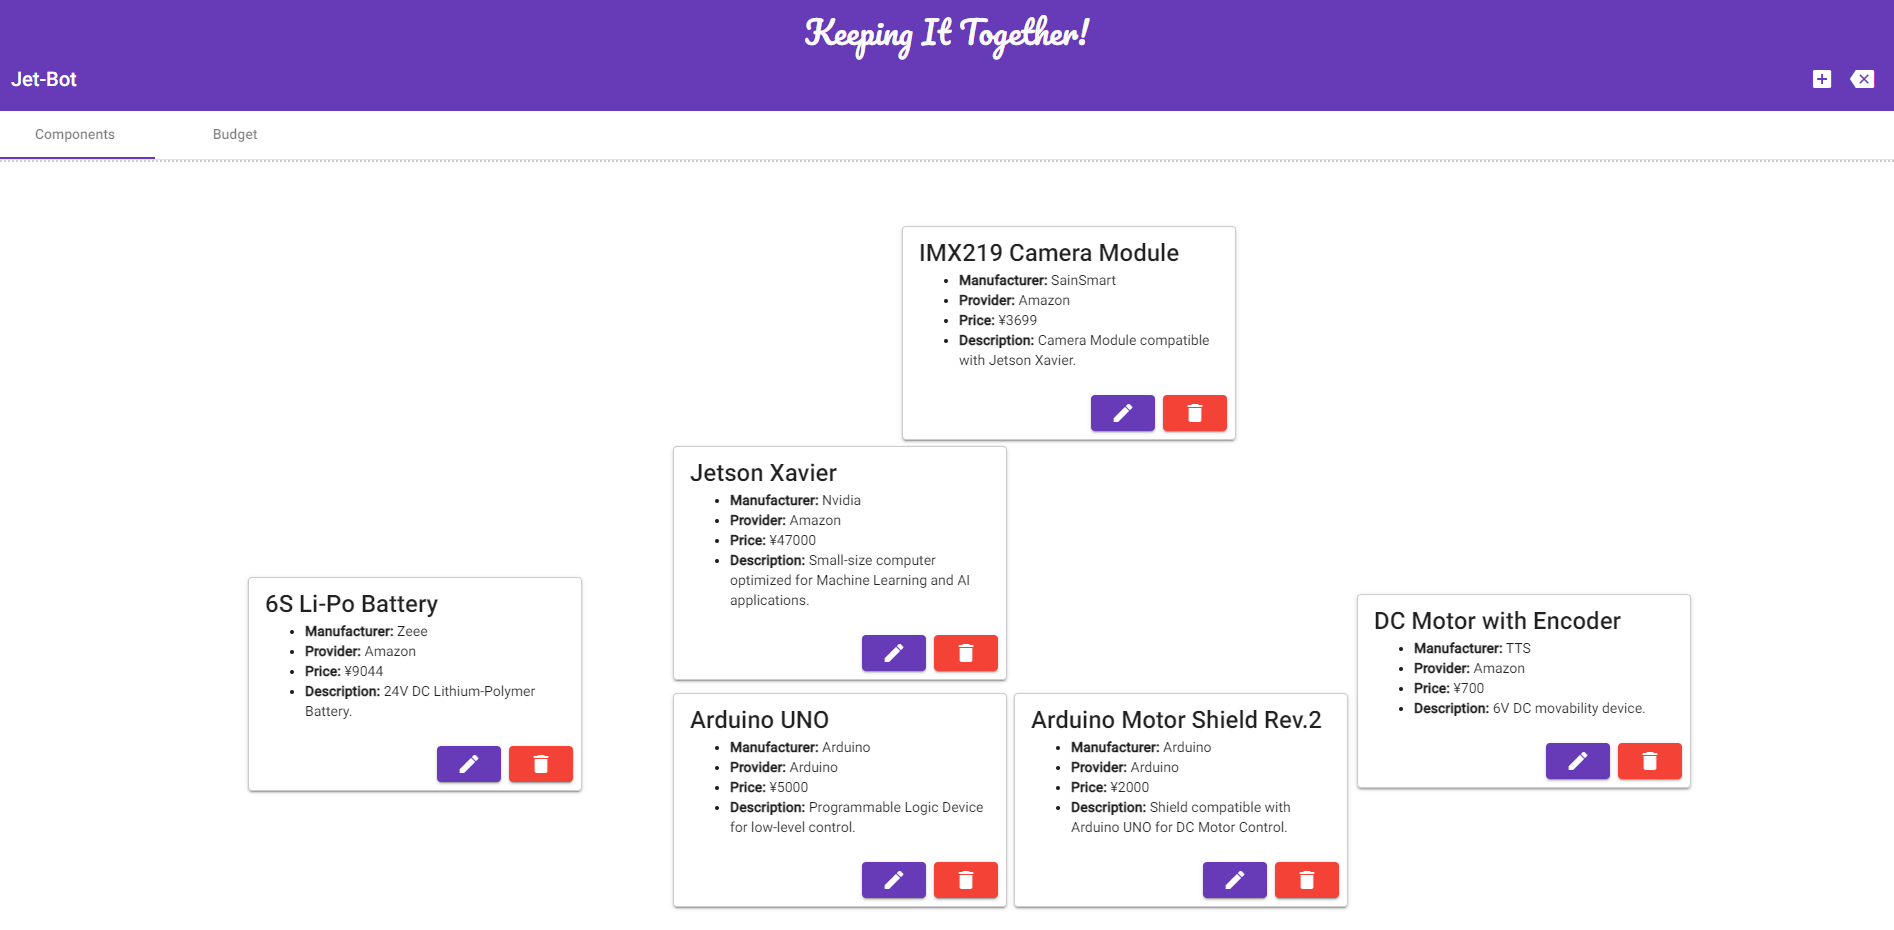 Keeping It Together!
Jet-Bot
Components
Budget
IMX219 Camera Module
Manufacturer: SainSmart
Provider: Amazon
Price: ¥3699
Description: Camera Module compatible
with Jetson Xavier.
Jetson Xavier
Manufacturer: Nvidia
Provider: Amazon
Price: ¥47000
Description: Small-size computer
optimized for Machine Learning and AI
applications.
6S Li-Po Battery
Manufacturer: Zeee
Provider: Amazon
Price: ¥9044
Description: 24V DC Lithium-Polymer
Battery.
DC Motor with Encoder
Manufacturer: TTS
Provider: Amazon
Price: ¥700
Description: 6V DC movability device.
Arduino UNO
Manufacturer: Arduino
Provider: Arduino
Price: ¥5000
Description: Programmable Logic Device
for low-level control.
Arduino Motor Shield Rev.2
Manufacturer: Arduino
Provider: Arduino
Price: ¥2000
Description: Shield compatible with
Arduino UNO for DC Motor Control.